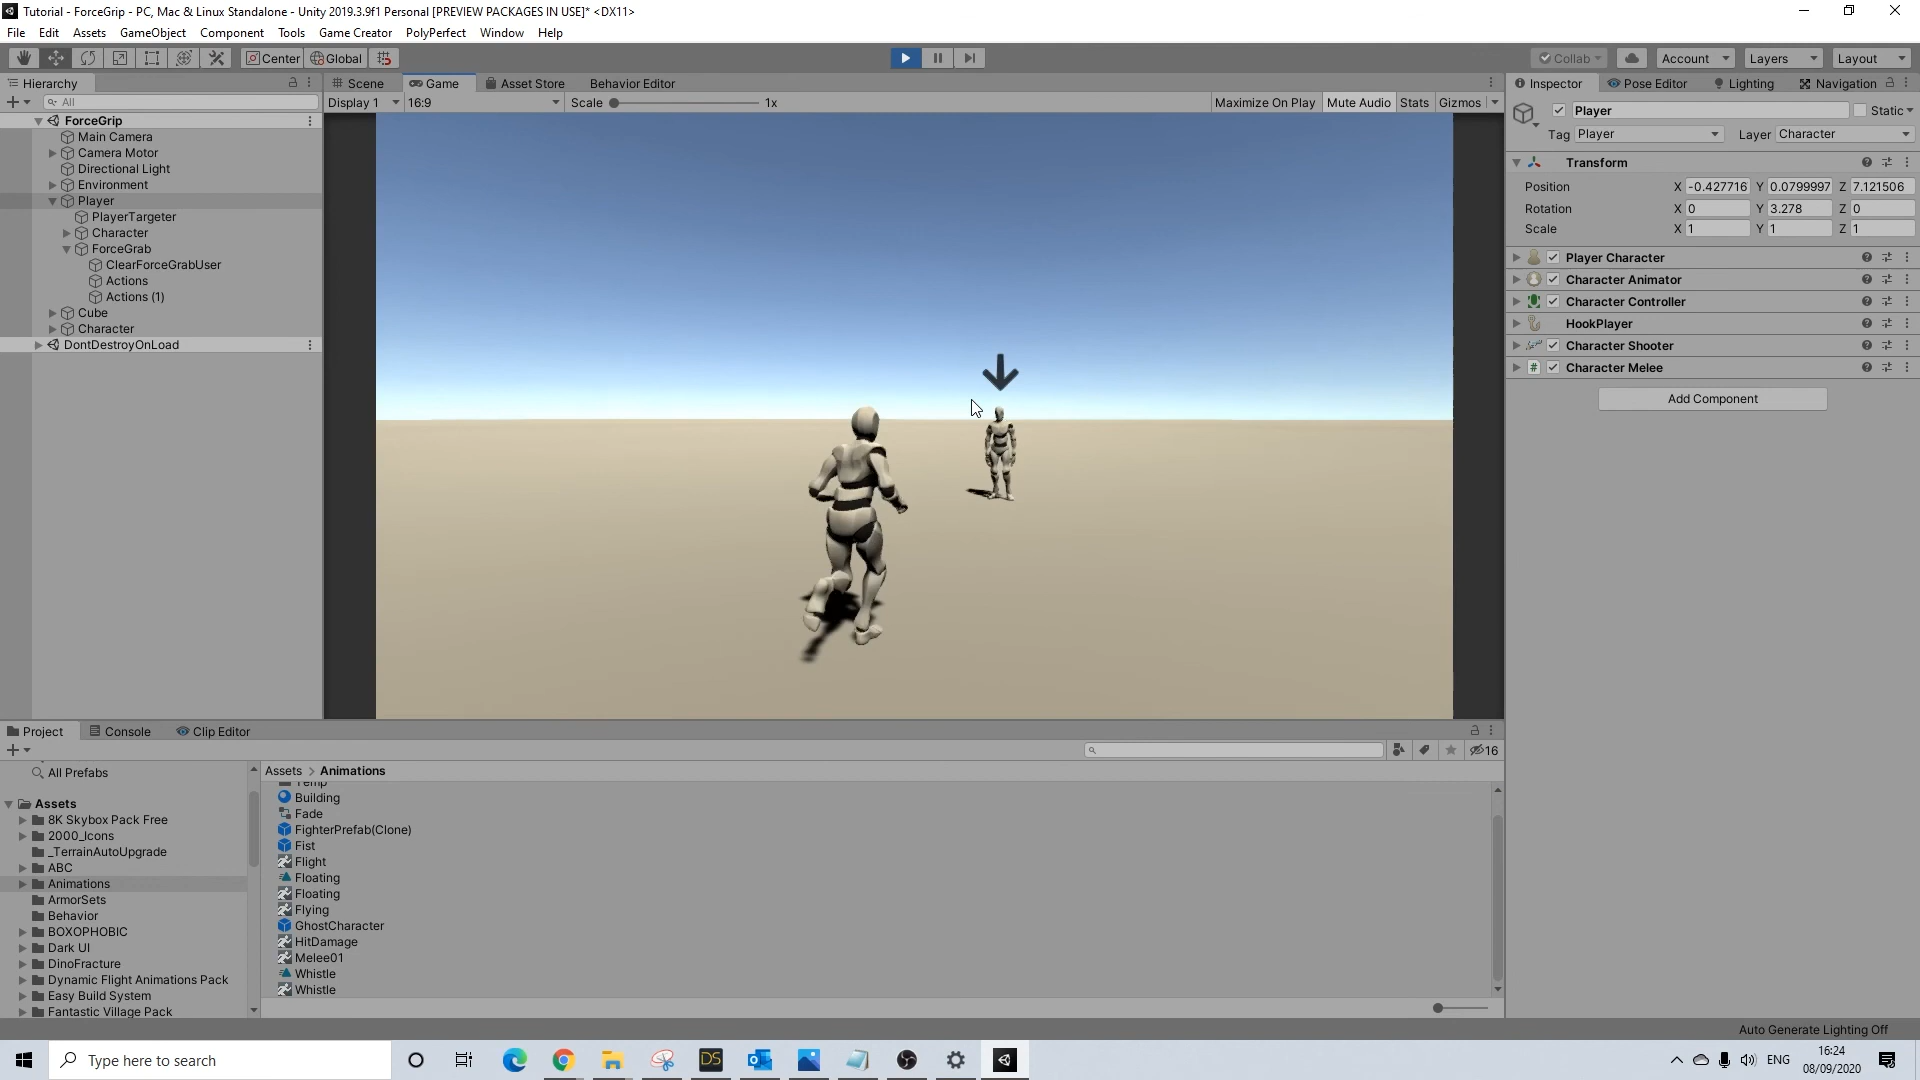 Tutorial - ForceGrip - PC, Mac & Linux Standalone - Unity 2019.3.9f1 Personal [PREVIEW PACKAGES IN USE]* <DX11>
File Edit Assets GameObject Component Tools Game Creator PolyPerfect Window Help
Center Global Collab Account Layers Layout
Hierarchy
All
ForceGrip
Main Camera
Camera Motor
Directional Light
Environment
Player
PlayerTargeter
Character
ForceGrab
ClearForceGrabUser
Actions
Actions (1)
Cube
Character
DontDestroyOnLoad
Scene Game Asset Store Behavior Editor
Display 1 16:9 Scale 1x Maximize On Play Mute Audio Stats Gizmos
Inspector Pose Editor Lighting Navigation
Player Static
Tag Player Layer Character
Transform
Position X -0.427716 Y 0.0799997 Z 7.121506
Rotation X 0 Y 3.278 Z 0
Scale X 1 Y 1 Z 1
Player Character
Character Animator
Character Controller
HookPlayer
Character Shooter
# Character Melee
Add Component
Project Console Clip Editor
16
All Prefabs
Assets
8K Skybox Pack Free
2000_Icons
_TerrainAutoUpgrade
ABC
Animations
ArmorSets
Behavior
BOXOPHOBIC
Dark UI
DinoFracture
Dynamic Flight Animations Pack
Easy Build System
Fantastic Village Pack
Assets > Animations
Temp
Building
Fade
FighterPrefab(Clone)
Fist
Flight
Floating
Floating
Flying
GhostCharacter
HitDamage
Melee01
Whistle
Whistle
Auto Generate Lighting Off
Type here to search
DS
ENG
16:24
08/09/2020